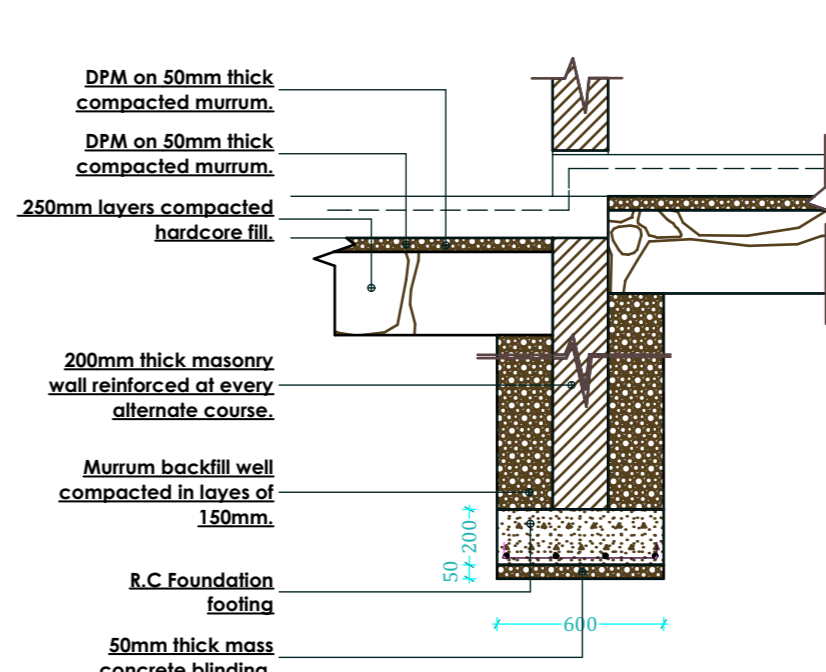 DPM on 50mm thick
compacted murrum.
DPM on 50mm thick
compacted murrum.
250mm layers compacted
hardcore fill.
200mm thick masonry
wall reinforced at every
alternate course.
Murrum backfill well
compacted in layes of
150mm.
200
50
R.C Foundation
footing
600
50mm thick mass
concrete blinding.